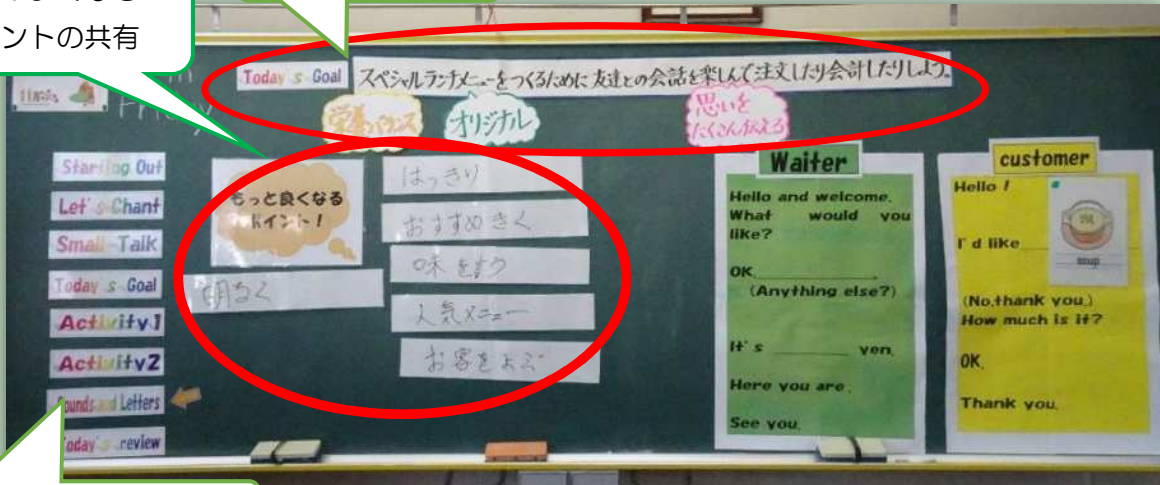 ントの共有
Today's Goal
スペシャルランチメニューをつくるために友達との会話を楽しんで注文したり会計したりしよう。
Friday
栄養バランス
オリジナル
思いを
たくさん伝える
Starting Out
Let's Chant
Small-Talk
Today's Goal
Activity1
Activity2
Sounds and Letters
Today's review
もっと良くなる
ポイント!
明るく
はっきり
おすすめきく
味を言う
人気メニュー
お客をよぶ
Waiter
Hello and welcome.
What would you
like?
OK.
(Anything else?)
It's yen.
Here you are.
See you.
customer
Hello!
I'd like
soup
(No,thank you.)
How much is it?
OK.
Thank you.